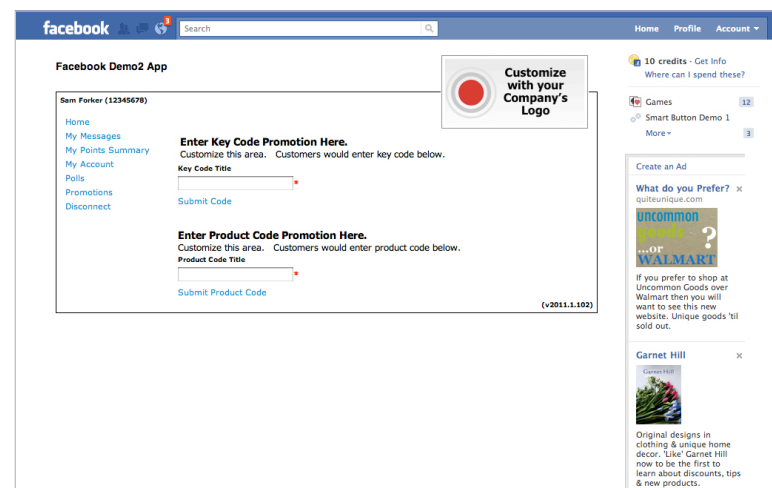 facebook
3
Search
Home Profile Account
Facebook Demo2 App
Customize
with your
Company's
Logo
Sam Forker (12345678)
Home
My Messages
My Points Summary
My Account
Polls
Promotions
Disconnect
Enter Key Code Promotion Here.
Customize this area. Customers would enter key code below.
Key Code Title
*
Submit Code
Enter Product Code Promotion Here.
Customize this area. Customers would enter product code below.
Product Code Title
*
Submit Product Code
(v2011.1.102)
10 credits · Get Info
Where can I spend these?
Games 12
Smart Button Demo 1
More 3
Create an Ad
What do you Prefer? ×
quiteunique.com
uncommon
goods
...or ?
WALMART
If you prefer to shop at
Uncommon Goods over
Walmart then you will
want to see this new
website. Unique goods 'til
sold out.
Garnet Hill ×
Garnet Hill
Original designs in
clothing & unique home
decor. 'Like' Garnet Hill
now to be the first to
learn about discounts, tips
& new products.